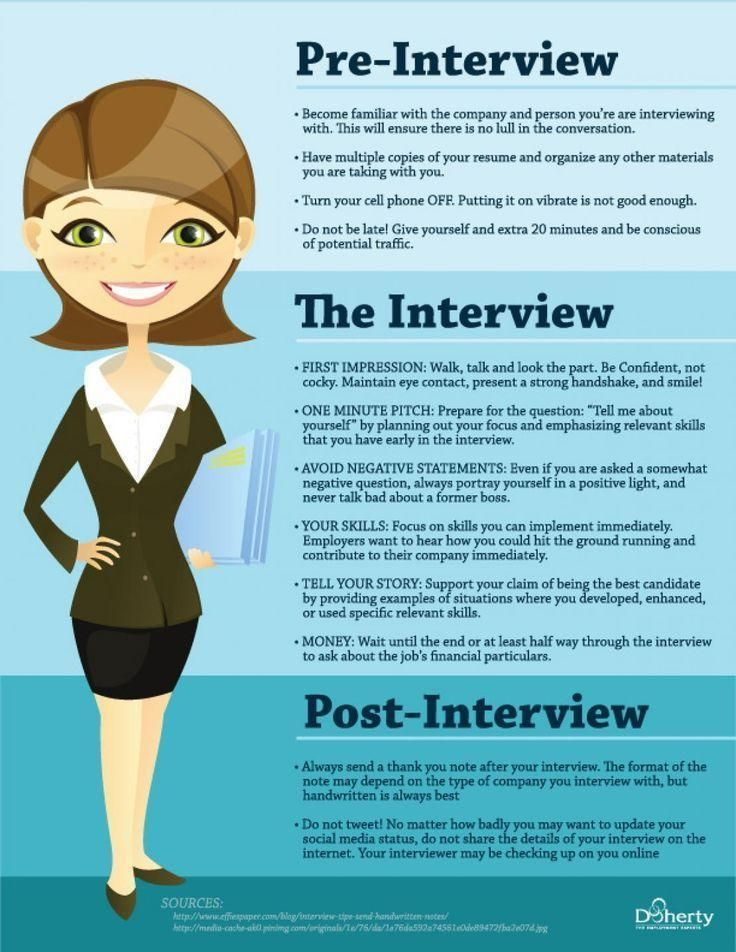 Pre-Interview
• Become familiar with the company and person you're are interviewing
with. This will ensure there is no lull in the conversation.
• Have multiple copies of your resume and organize any other materials
you are taking with you.
• Turn your cell phone OFF. Putting it on vibrate is not good enough.
• Do not be late! Give yourself and extra 20 minutes and be conscious
of potential traffic.
The Interview
• FIRST IMPRESSION: Walk, talk and look the part. Be Confident, not
cocky. Maintain eye contact, present a strong handshake, and smile!
• ONE MINUTE PITCH: Prepare for the question: “Tell me about
yourself” by planning out your focus and emphasizing relevant skills
that you have early in the interview.
• AVOID NEGATIVE STATEMENTS: Even if you are asked a somewhat
negative question, always portray yourself in a positive light, and
never talk bad about a former boss.
• YOUR SKILLS: Focus on skills you can implement immediately.
Employers want to hear how you could hit the ground running and
contribute to their company immediately.
• TELL YOUR STORY: Support your claim of being the best candidate
by providing examples of situations where you developed, enhanced,
or used specific relevant skills.
• MONEY: Wait until the end or at least half way through the interview
to ask about the job's financial particulars.
Post-Interview
• Always send a thank you note after your interview. The format of the
note may depend on the type of company you interview with, but
handwritten is always best
• Do not tweet! No matter how badly you may want to update your
social media status, do not share the details of your interview on the
internet. Your interviewer may be checking up on you online
SOURCES:
http://www.effiespaper.com/blog/interview-tips-send-handwritten-notes/
http://media-cache-ak0.pinimg.com/originals/1e/76/da/1e76da592a74561e0de89472fba2e07d.jpg
Doherty
THE EMPLOYMENT EXPERTS